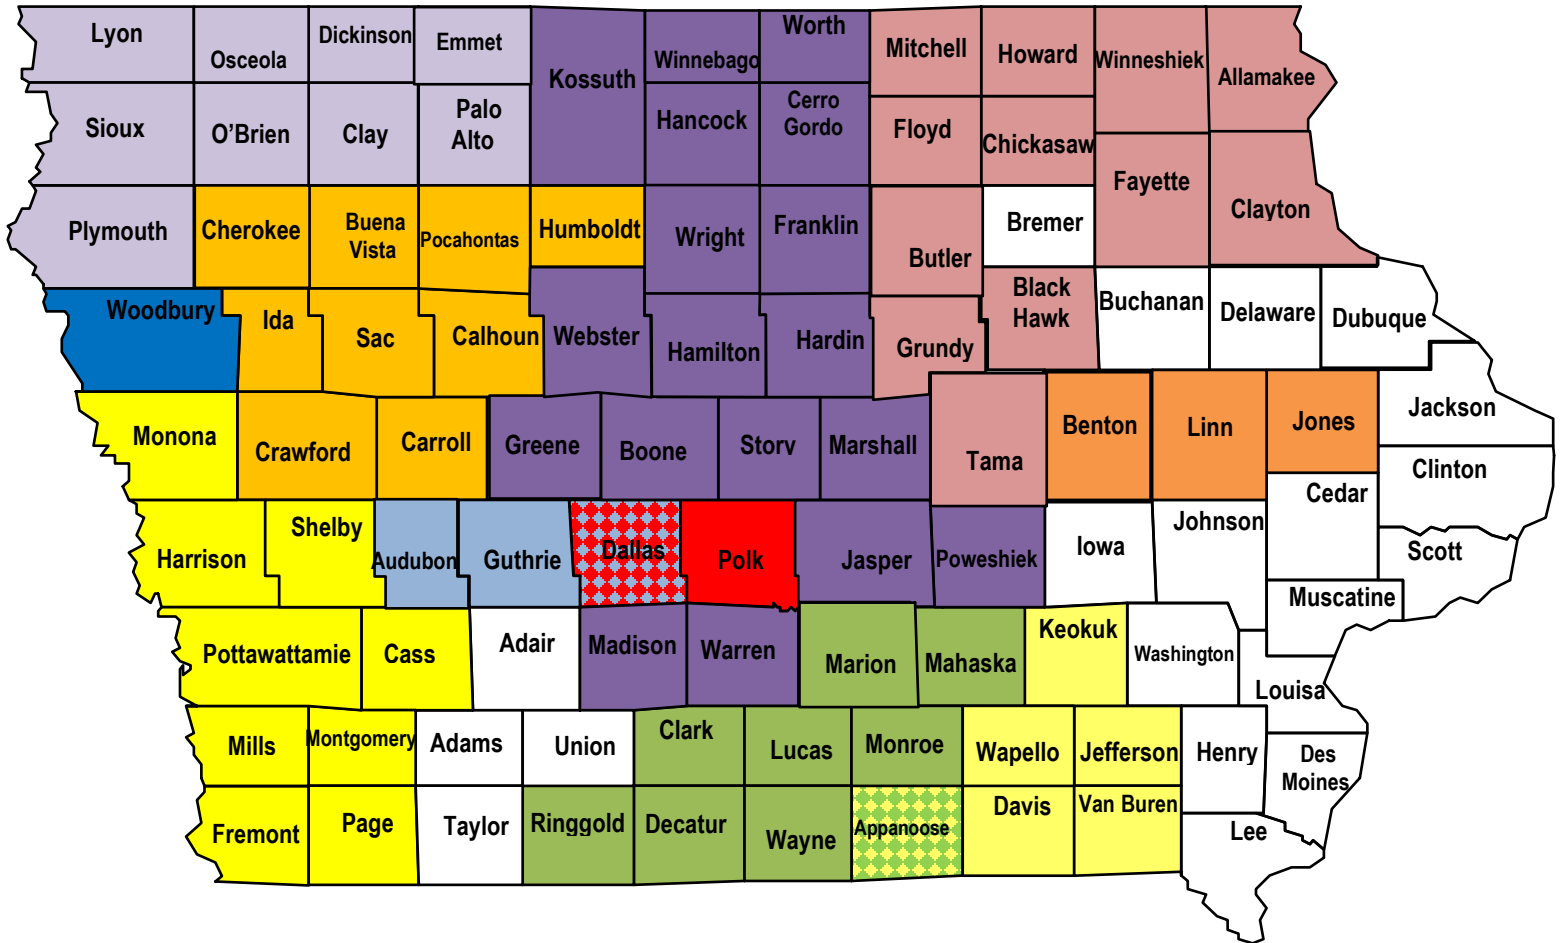 Lyon
Osceola
Dickinson
Emmet
Kossuth
Winnebago
Worth
Mitchell
Howard
Winneshiek
Allamakee
Sioux
O'Brien
Clay
Palo
Alto
Hancock
Cerro
Gordo
Floyd
Chickasaw
Fayette
Clayton
Plymouth
Cherokee
Buena
Vista
Pocahontas
Humboldt
Wright
Franklin
Butler
Bremer
Woodbury
Ida
Sac
Calhoun
Webster
Hamilton
Hardin
Grundy
Black
Hawk
Buchanan
Delaware
Dubuque
Monona
Crawford
Carroll
Greene
Boone
Storv
Marshall
Tama
Benton
Linn
Jones
Jackson
Clinton
Cedar
Harrison
Shelby
Audubon
Guthrie
Dallas
Polk
Jasper
Poweshiek
Iowa
Johnson
Scott
Muscatine
Pottawattamie
Cass
Adair
Madison
Warren
Marion
Mahaska
Keokuk
Washington
Louisa
Mills
Montgomery
Adams
Union
Clark
Lucas
Monroe
Wapello
Jefferson
Henry
Des
Moines
Fremont
Page
Taylor
Ringgold
Decatur
Wayne
Appanoose
Davis
Van Buren
Lee